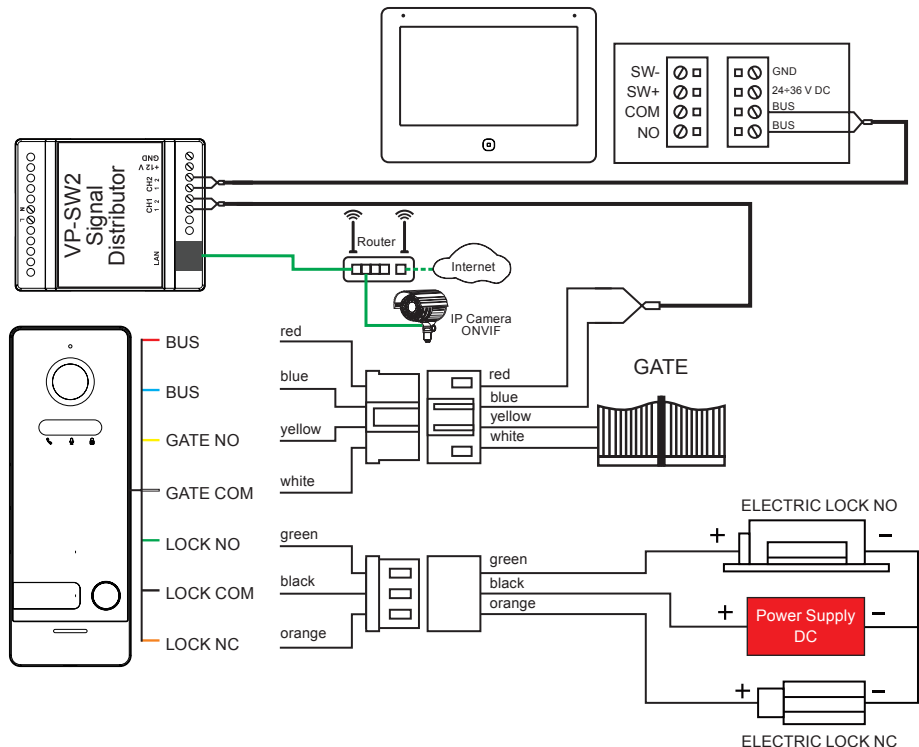 SW-
SW+
COM
NO
GND
24÷36 V DC
BUS
BUS
GND
+12 V
CH2
1 2
CH1
1 2
LAN
N
L
VP-SW2
Signal
Distributor
Router
Internet
IP Camera
ONVIF
BUS
BUS
GATE NO
GATE COM
LOCK NO
LOCK COM
LOCK NC
red
blue
yellow
white
green
black
orange
red
blue
yellow
white
GATE
green
black
orange
ELECTRIC LOCK NO
+ -
+ Power Supply -
DC
+ -
ELECTRIC LOCK NC